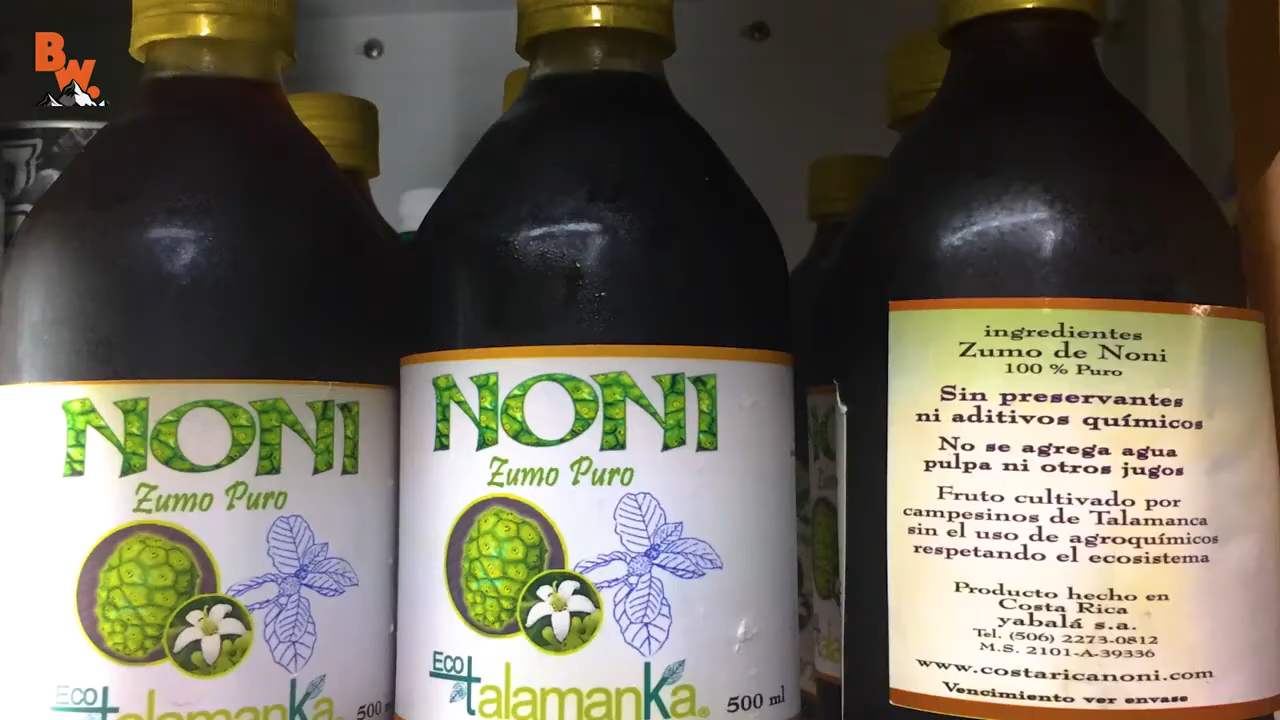 BW.
NONI
Zumo Puro
ECO
talamanKa®
500 ml
NONI
Zumo Puro
ECO
talamanKa®
500 ml
ingredientes
Zumo de Noni
100 % Puro
Sin preservantes
ni aditivos químicos
No se agrega agua
pulpa ni otros jugos
Fruto cultivado por
campesinos de Talamanca
sin el uso de agroquímicos
respetando el ecosistema
Producto hecho en
Costa Rica
yabalá s.a.
Tel. (506) 2273-0812
M.S. 2101-A-39336
www.costaricanoni.com
Vencimiento ver envase